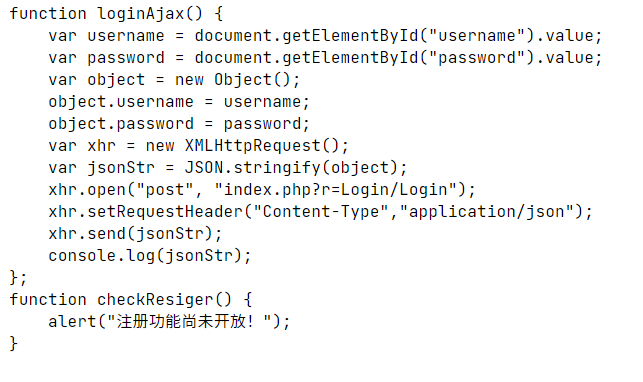 function loginAjax() {
    var username = document.getElementById("username").value;
    var password = document.getElementById("password").value;
    var object = new Object();
    object.username = username;
    object.password = password;
    var xhr = new XMLHttpRequest();
    var jsonStr = JSON.stringify(object);
    xhr.open("post", "index.php?r=Login/Login");
    xhr.setRequestHeader("Content-Type","application/json");
    xhr.send(jsonStr);
    console.log(jsonStr);
};
function checkResiger() {
    alert("注册功能尚未开放！");
}